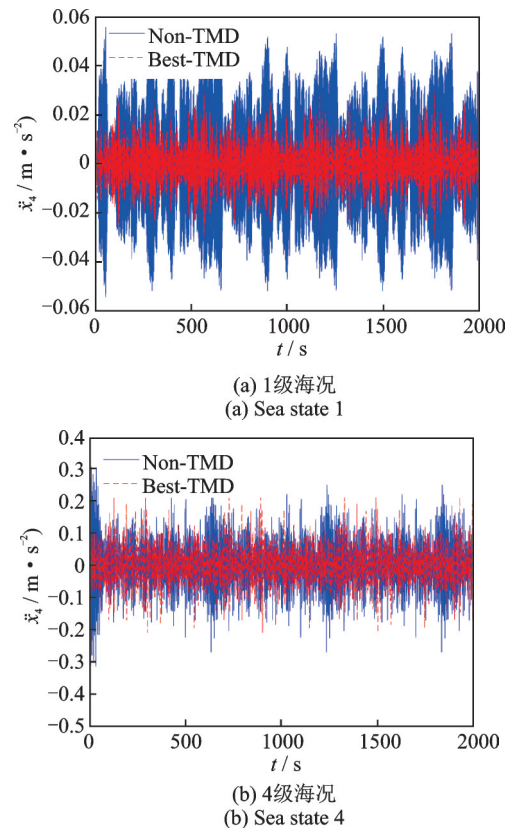 0.06
0.04
0.02
0
−0.02
−0.04
−0.06
ẍ₄ / m • s⁻²
Non-TMD
Best-TMD
0 500 1000 1500 2000
t / s
(a) 1级海况
(a) Sea state 1
0.4
0.3
0.2
0.1
0
−0.1
−0.2
−0.3
−0.5
ẍ₄ / m • s⁻²
Non-TMD
Best-TMD
0 500 1000 1500 2000
t / s
(b) 4级海况
(b) Sea state 4